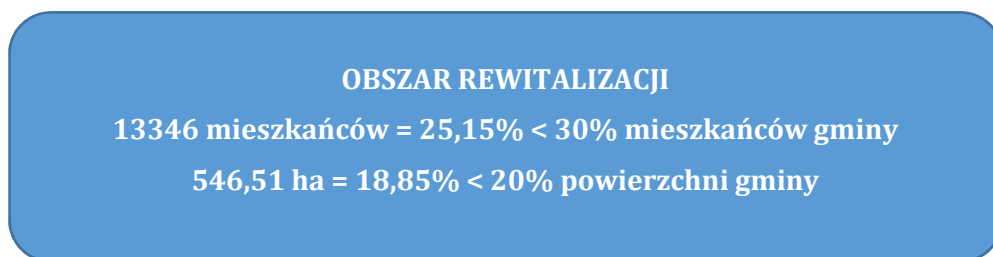 OBSZAR REWITALIZACJI
13346 mieszkańców = 25,15% < 30% mieszkańców gminy
546,51 ha = 18,85% < 20% powierzchni gminy